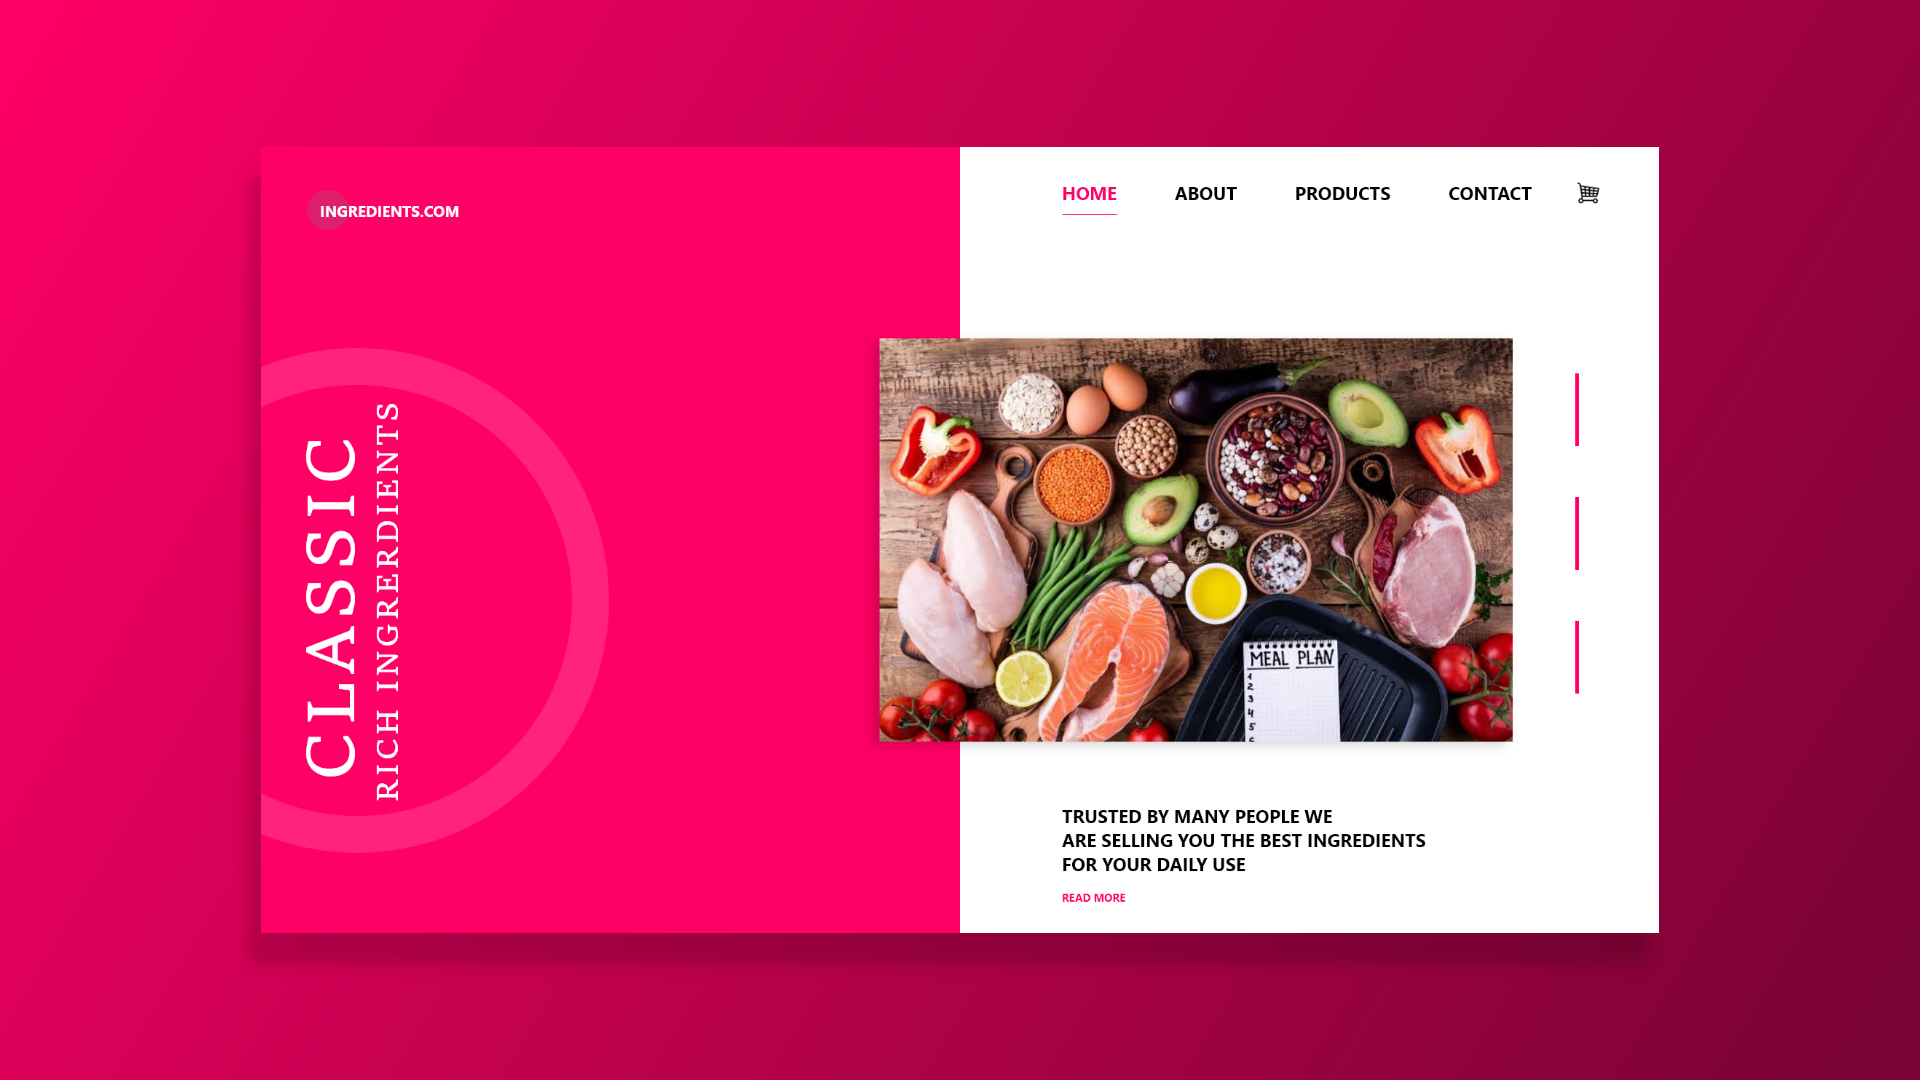 INGREDIENTS.COM
HOME ABOUT PRODUCTS CONTACT
CLASSIC
RICH INGRERDIENTS
MEAL PLAN
1
2
3
4
5
TRUSTED BY MANY PEOPLE WE
ARE SELLING YOU THE BEST INGREDIENTS
FOR YOUR DAILY USE
READ MORE